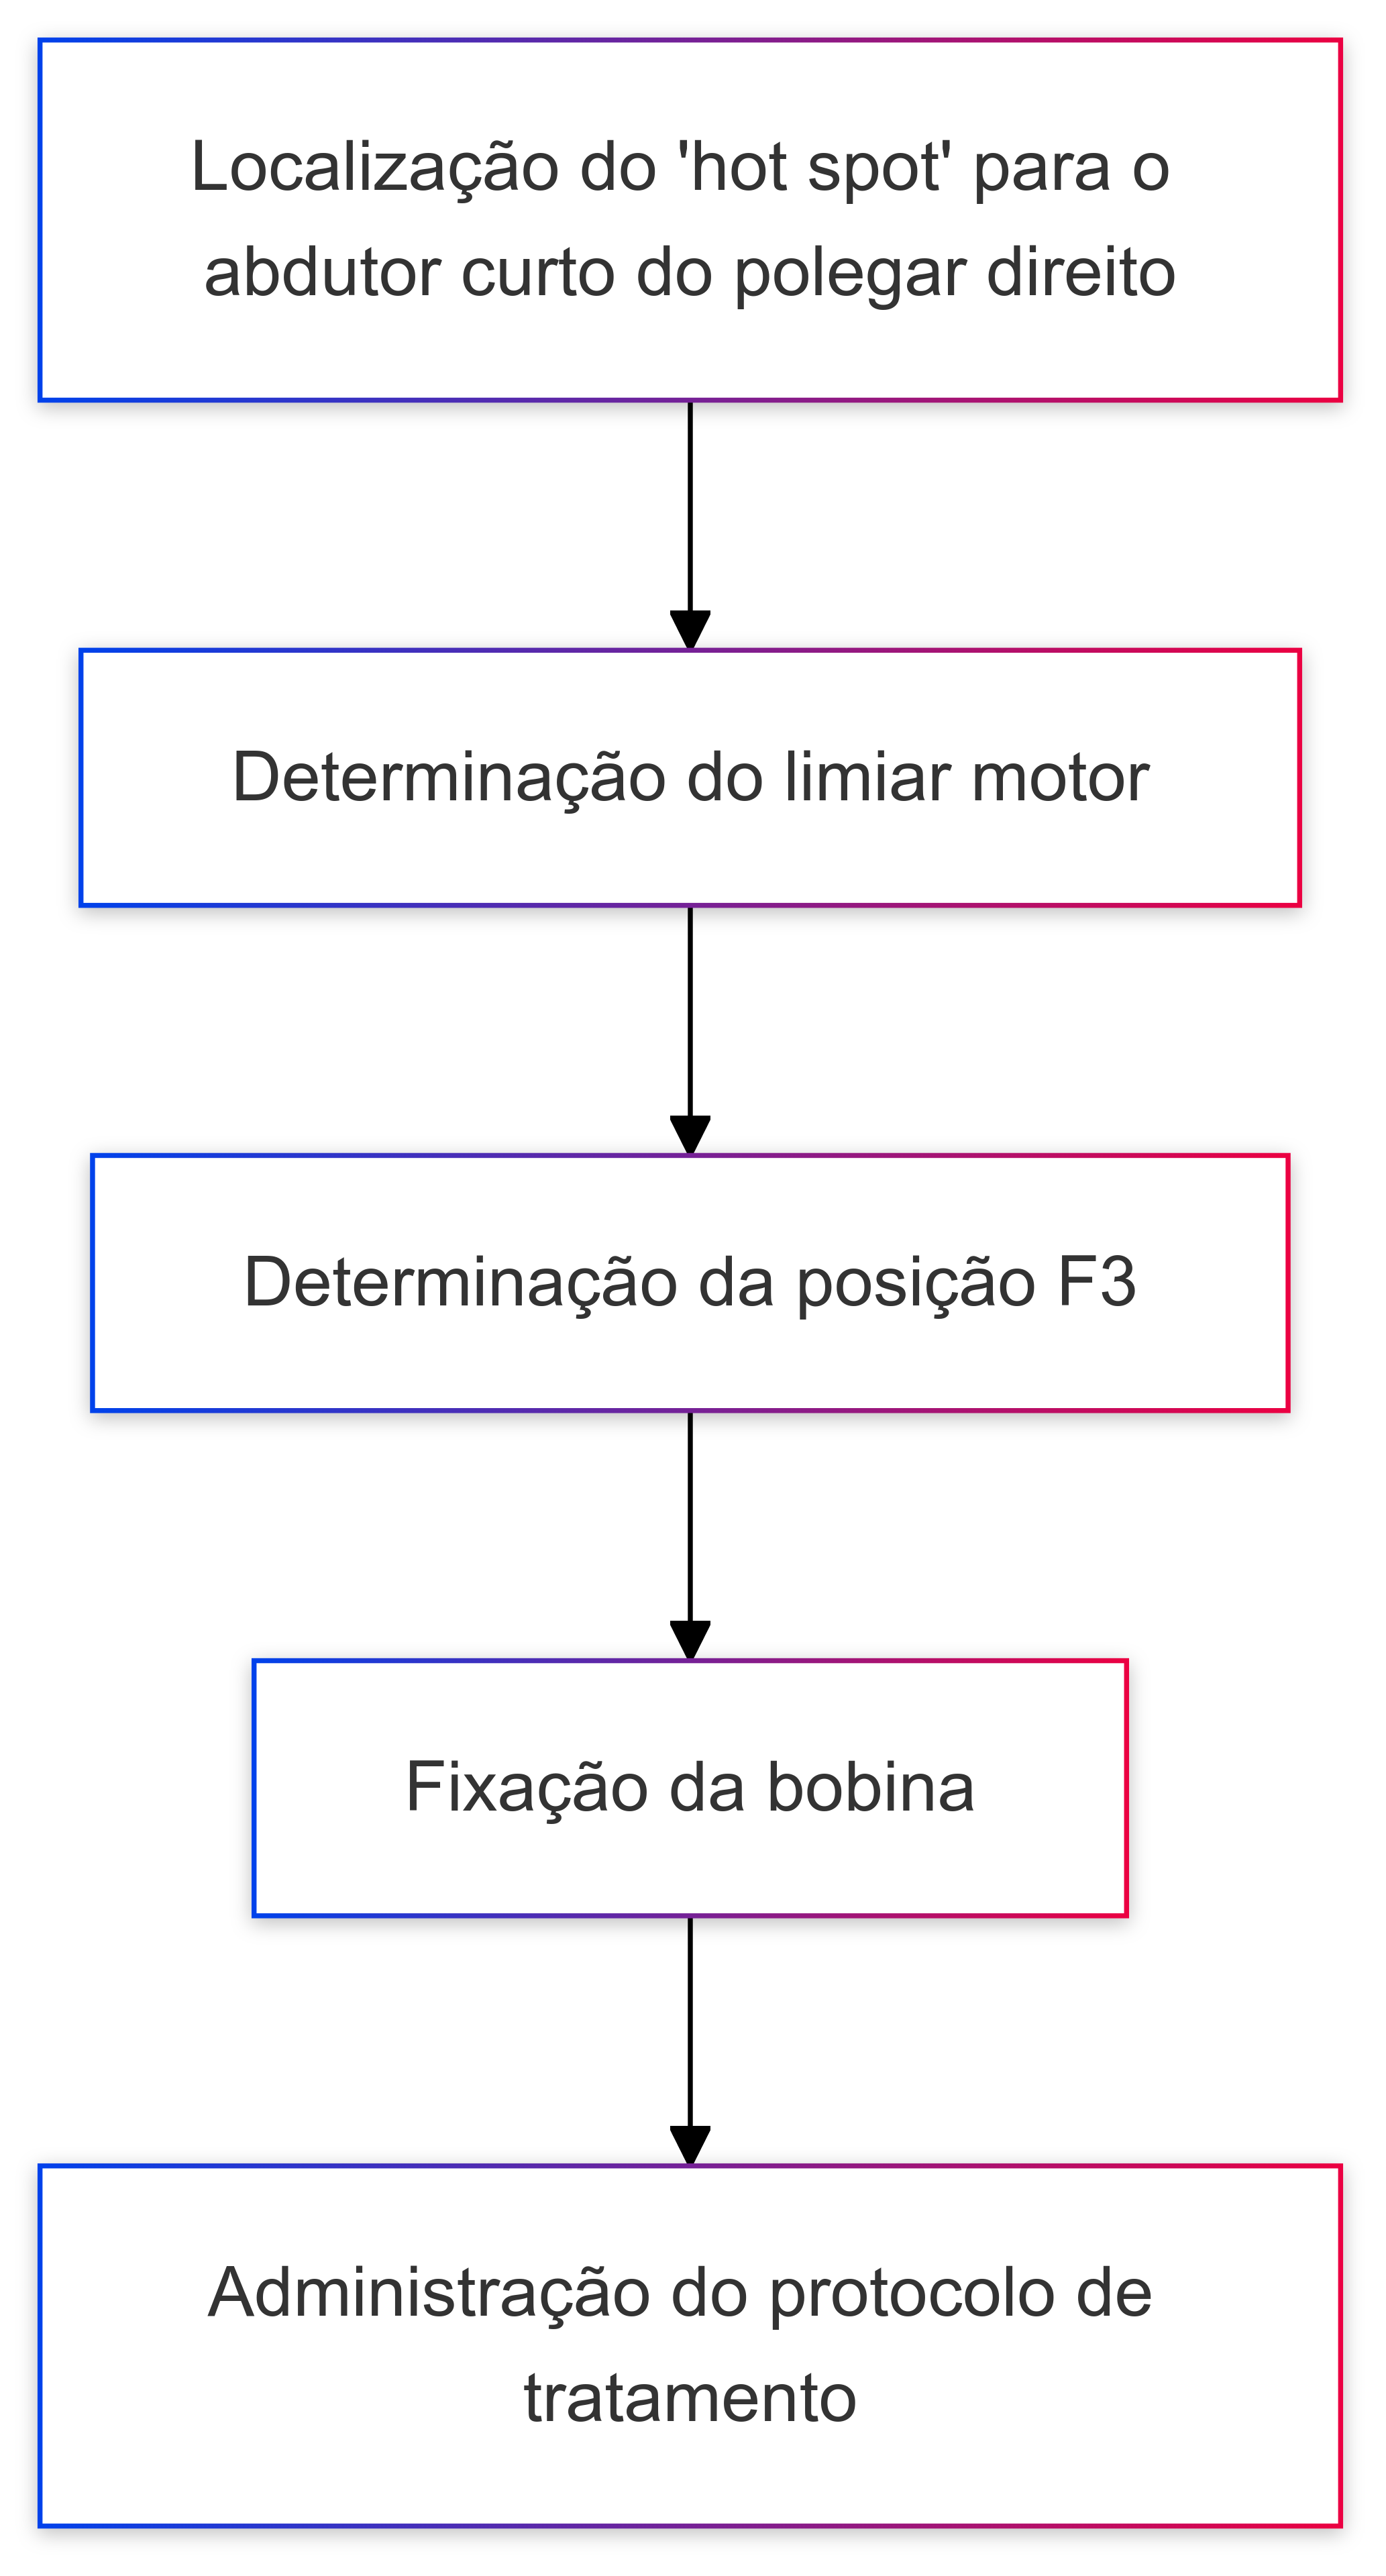 Localização do 'hot spot' para o
abdutor curto do polegar direito
Determinação do limiar motor
Determinação da posição F3
Fixação da bobina
Administração do protocolo de
tratamento